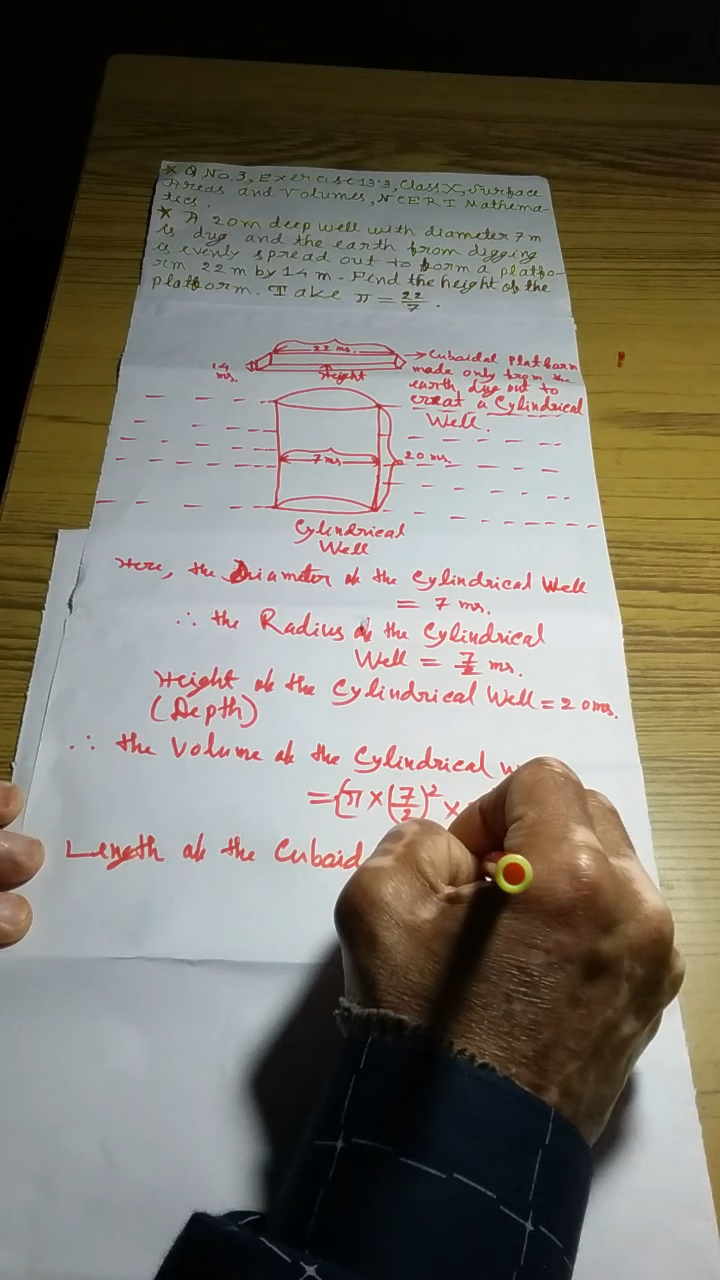 * Q No. 3, Exercise 13.3, Class X, Surface
Areas and Volumes, NCERT Mathema-
tics.
* A 20m deep well with diameter 7 m
is dug and the earth from digging
is evenly spread out to form a platfo-
rm 22 m by 14 m. Find the height of the
platform. Take π = 22/7.
22 ms.
14
ms.
Height
→ Cuboidal Platform
made only from the
earth dug out to
creat a Cylindrical
Well.
7 ms.
20 ms.
Cylindrical
Well
Here, the Diameter of the Cylindrical Well
= 7 ms.
∴ the Radius of the Cylindrical
Well = 7/2 ms.
Height of the Cylindrical Well = 20 ms.
(Depth)
∴ the Volume of the Cylindrical
= (π × (7/2)² ×
Length of the Cuboid